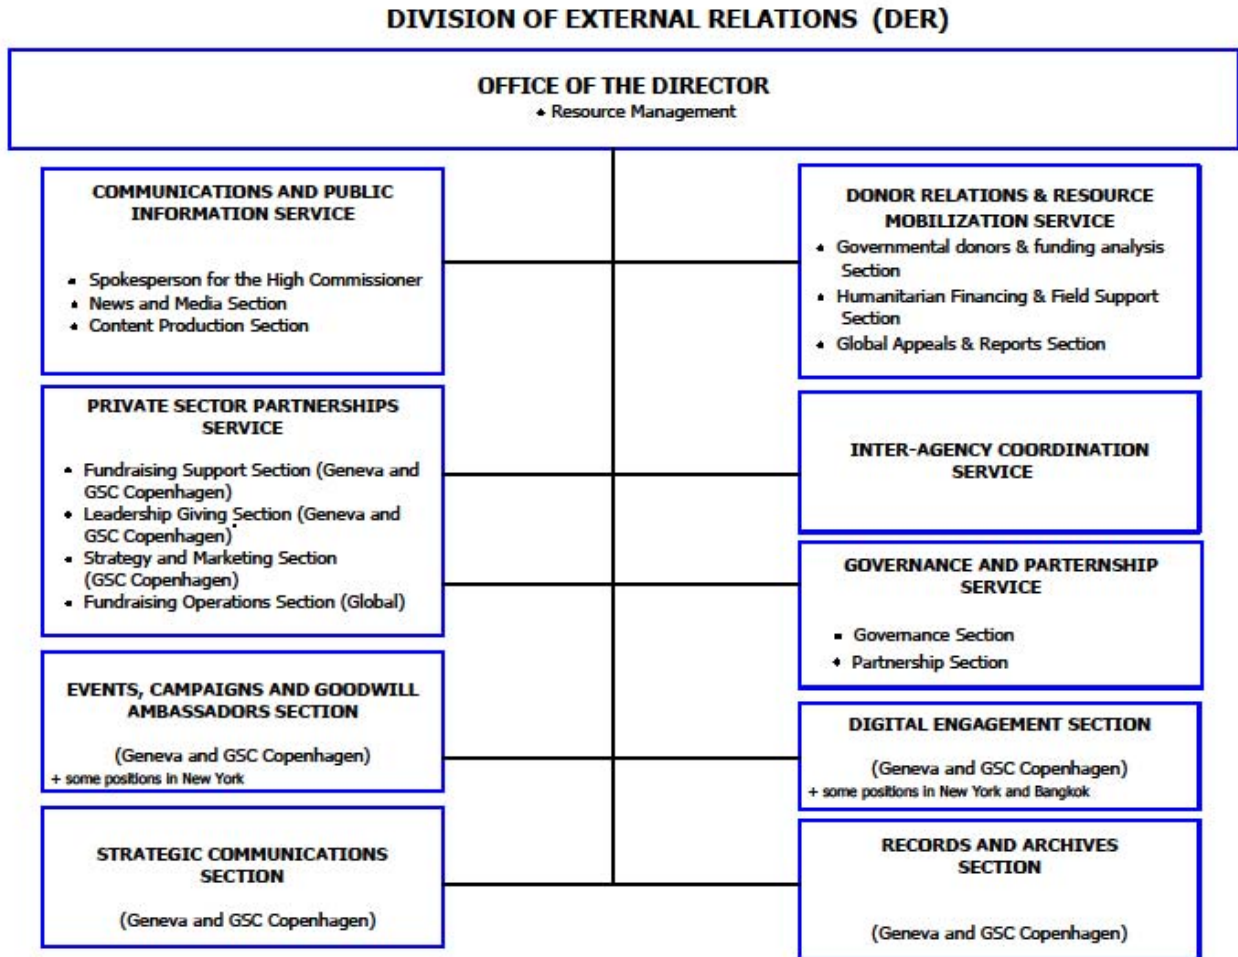 DIVISION OF EXTERNAL RELATIONS (DER)
OFFICE OF THE DIRECTOR
• Resource Management
COMMUNICATIONS AND PUBLIC
INFORMATION SERVICE
• Spokesperson for the High Commissioner
• News and Media Section
• Content Production Section
DONOR RELATIONS & RESOURCE
MOBILIZATION SERVICE
• Governmental donors & funding analysis
Section
• Humanitarian Financing & Field Support
Section
• Global Appeals & Reports Section
PRIVATE SECTOR PARTNERSHIPS
SERVICE
• Fundraising Support Section (Geneva and
GSC Copenhagen)
• Leadership Giving Section (Geneva and
GSC Copenhagen)
• Strategy and Marketing Section
(GSC Copenhagen)
• Fundraising Operations Section (Global)
INTER-AGENCY COORDINATION
SERVICE
GOVERNANCE AND PARTERNSHIP
SERVICE
• Governance Section
• Partnership Section
EVENTS, CAMPAIGNS AND GOODWILL
AMBASSADORS SECTION
(Geneva and GSC Copenhagen)
+ some positions in New York
DIGITAL ENGAGEMENT SECTION
(Geneva and GSC Copenhagen)
+ some positions in New York and Bangkok
STRATEGIC COMMUNICATIONS
SECTION
(Geneva and GSC Copenhagen)
RECORDS AND ARCHIVES
SECTION
(Geneva and GSC Copenhagen)